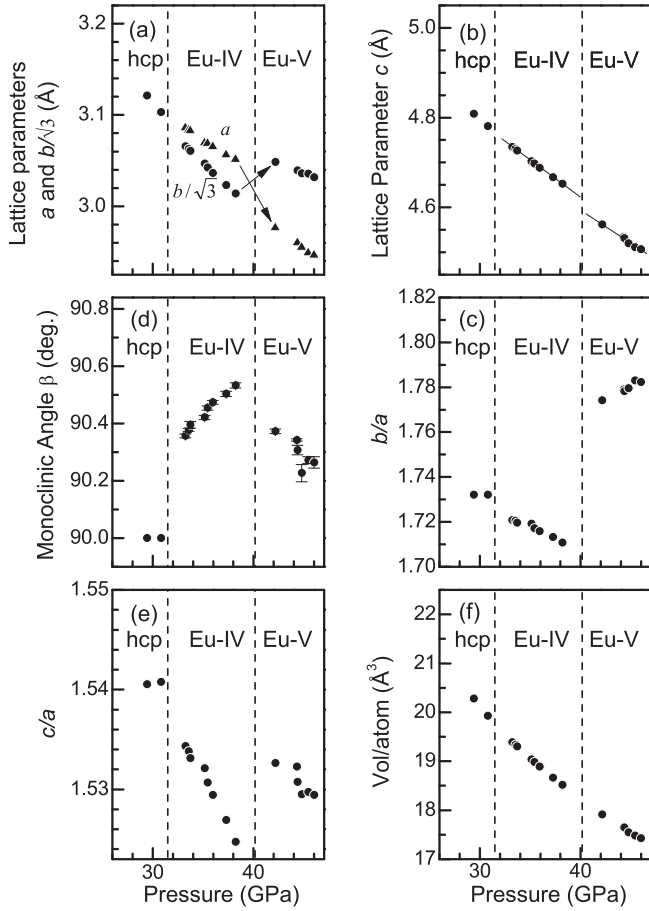 (a)
hcp
Eu-IV
Eu-V
a
b/√3
3.2
3.1
3.0
Lattice parameters
a and b/√3 (Å)
30
40
(b)
hcp
Eu-IV
Eu-V
5.0
4.8
4.6
Lattice Parameter c (Å)
30
40
(d)
hcp
Eu-IV
Eu-V
90.8
90.6
90.4
90.2
90.0
Monoclinic Angle β (deg.)
(c)
hcp
Eu-IV
Eu-V
1.82
1.80
1.78
1.76
1.74
1.72
1.70
b/a
(e)
hcp
Eu-IV
Eu-V
1.55
1.54
1.53
c/a
30
40
Pressure (GPa)
(f)
hcp
Eu-IV
Eu-V
22
21
20
19
18
17
Vol/atom (Å³)
30
40
Pressure (GPa)